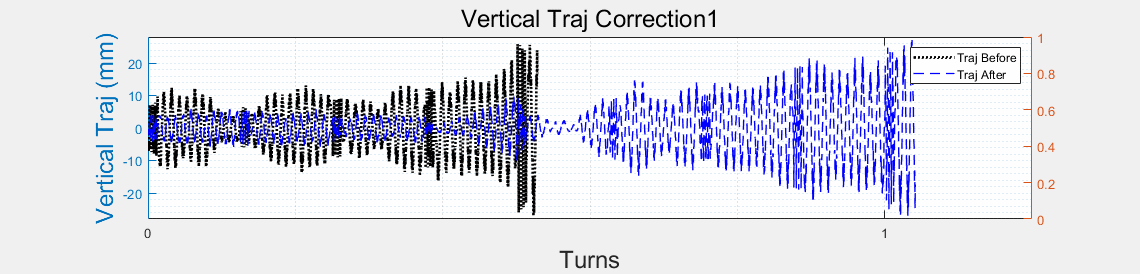 Vertical Traj Correction1
Vertical Traj (mm)
20
10
0
-10
-20
1
0.8
0.6
0.4
0.2
0
Traj Before
Traj After
0
1
Turns